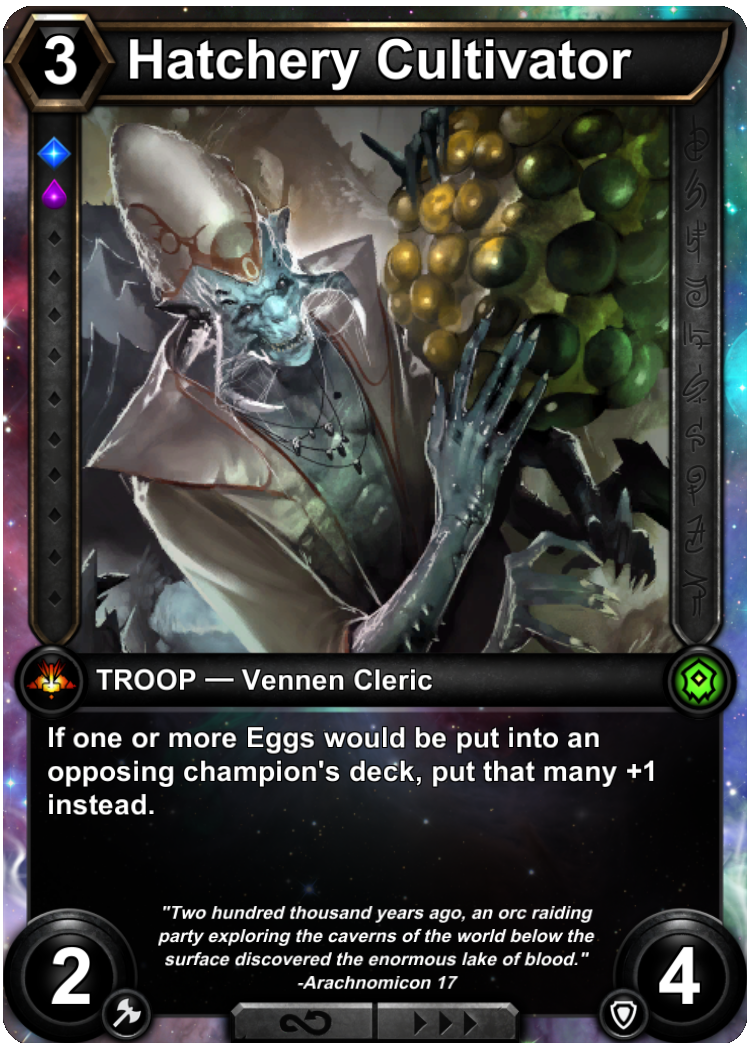 3 Hatchery Cultivator
TROOP — Vennen Cleric
If one or more Eggs would be put into an
opposing champion's deck, put that many +1
instead.
"Two hundred thousand years ago, an orc raiding
party exploring the caverns of the world below the
surface discovered the enormous lake of blood."
-Arachnomicon 17
2
4